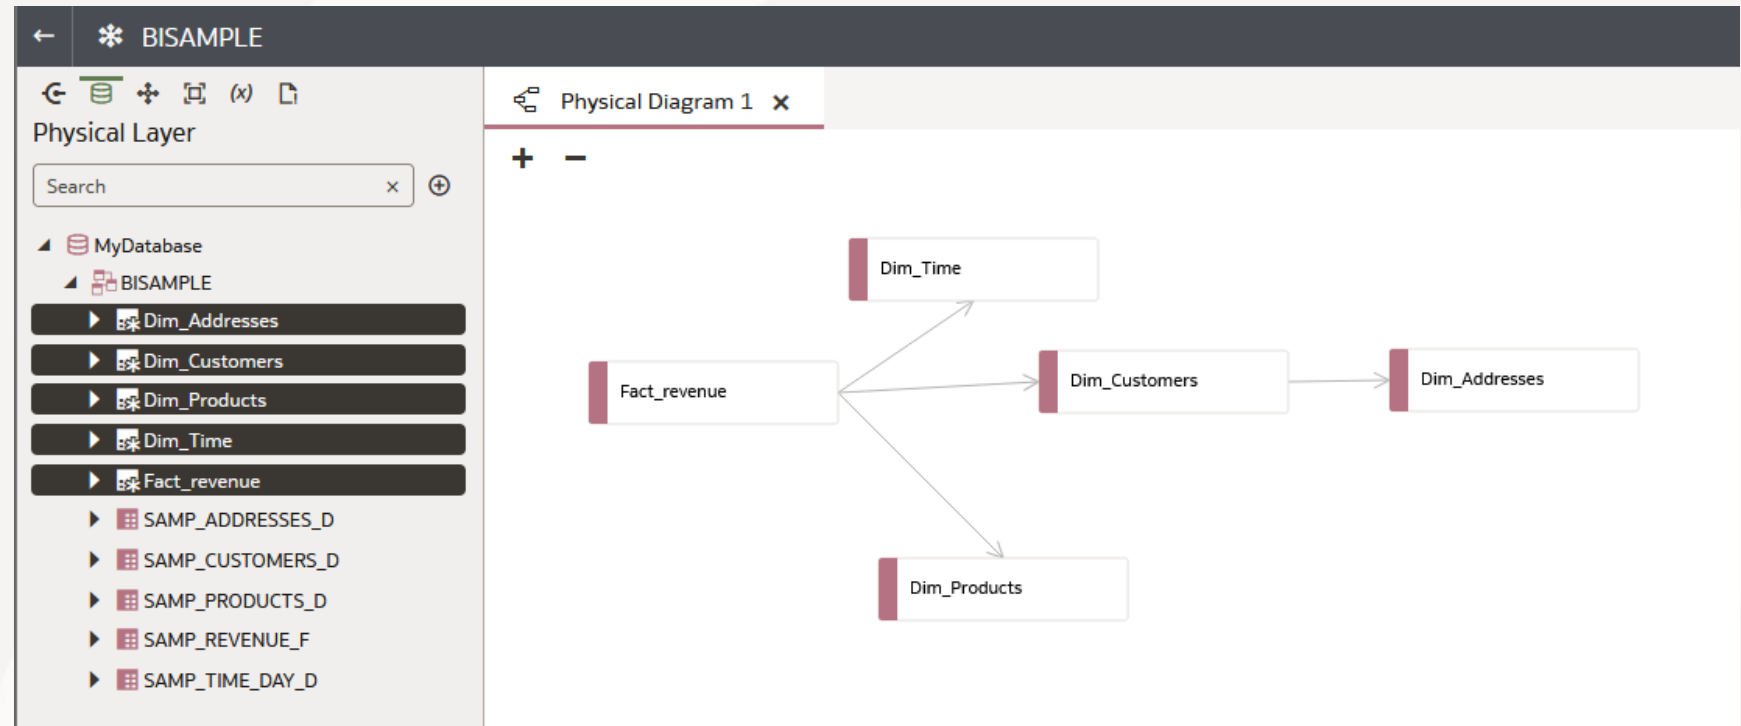 BISAMPLE
(x)
Physical Layer
Search
MyDatabase
BISAMPLE
Dim_Addresses
Dim_Customers
Dim_Products
Dim_Time
Fact_revenue
SAMP_ADDRESSES_D
SAMP_CUSTOMERS_D
SAMP_PRODUCTS_D
SAMP_REVENUE_F
SAMP_TIME_DAY_D
Physical Diagram 1
Dim_Time
Fact_revenue
Dim_Customers
Dim_Addresses
Dim_Products